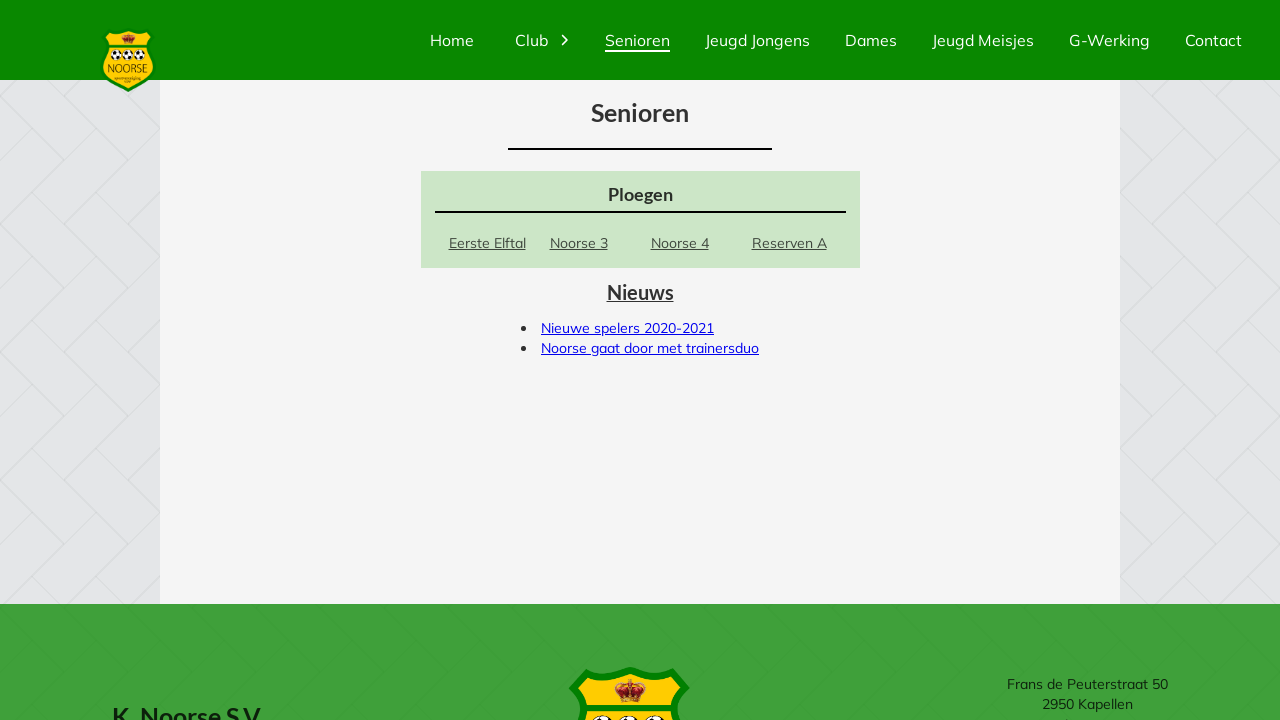 NOORSE
Home Club Senioren Jeugd Jongens Dames Jeugd Meisjes G-Werking Contact
Senioren
Ploegen
Eerste Elftal Noorse 3 Noorse 4 Reserven A
Nieuws
Nieuwe spelers 2020-2021
Noorse gaat door met trainersduo
K. Noorse S.V.
Frans de Peuterstraat 50
2950 Kapellen